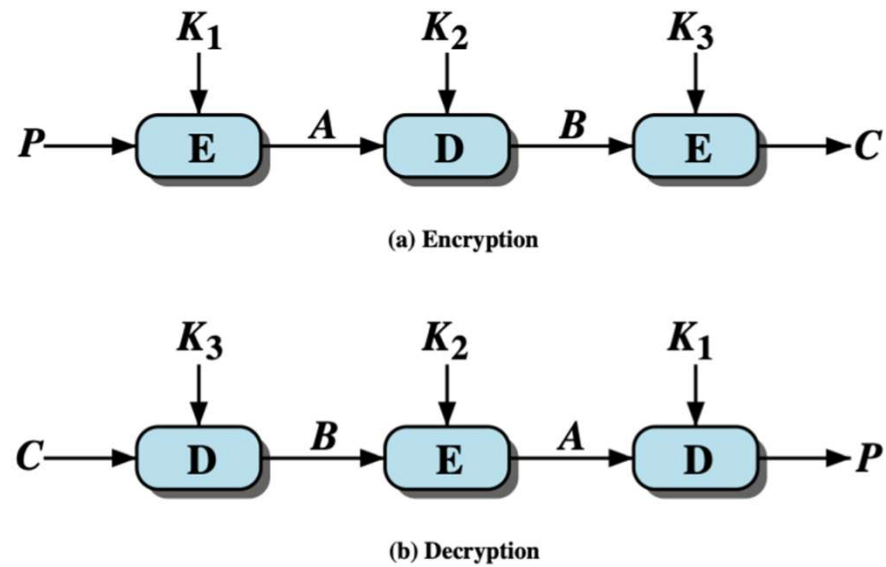 K1 K2 K3
P E A D B E C
(a) Encryption
K3 K2 K1
C D B E A D P
(b) Decryption